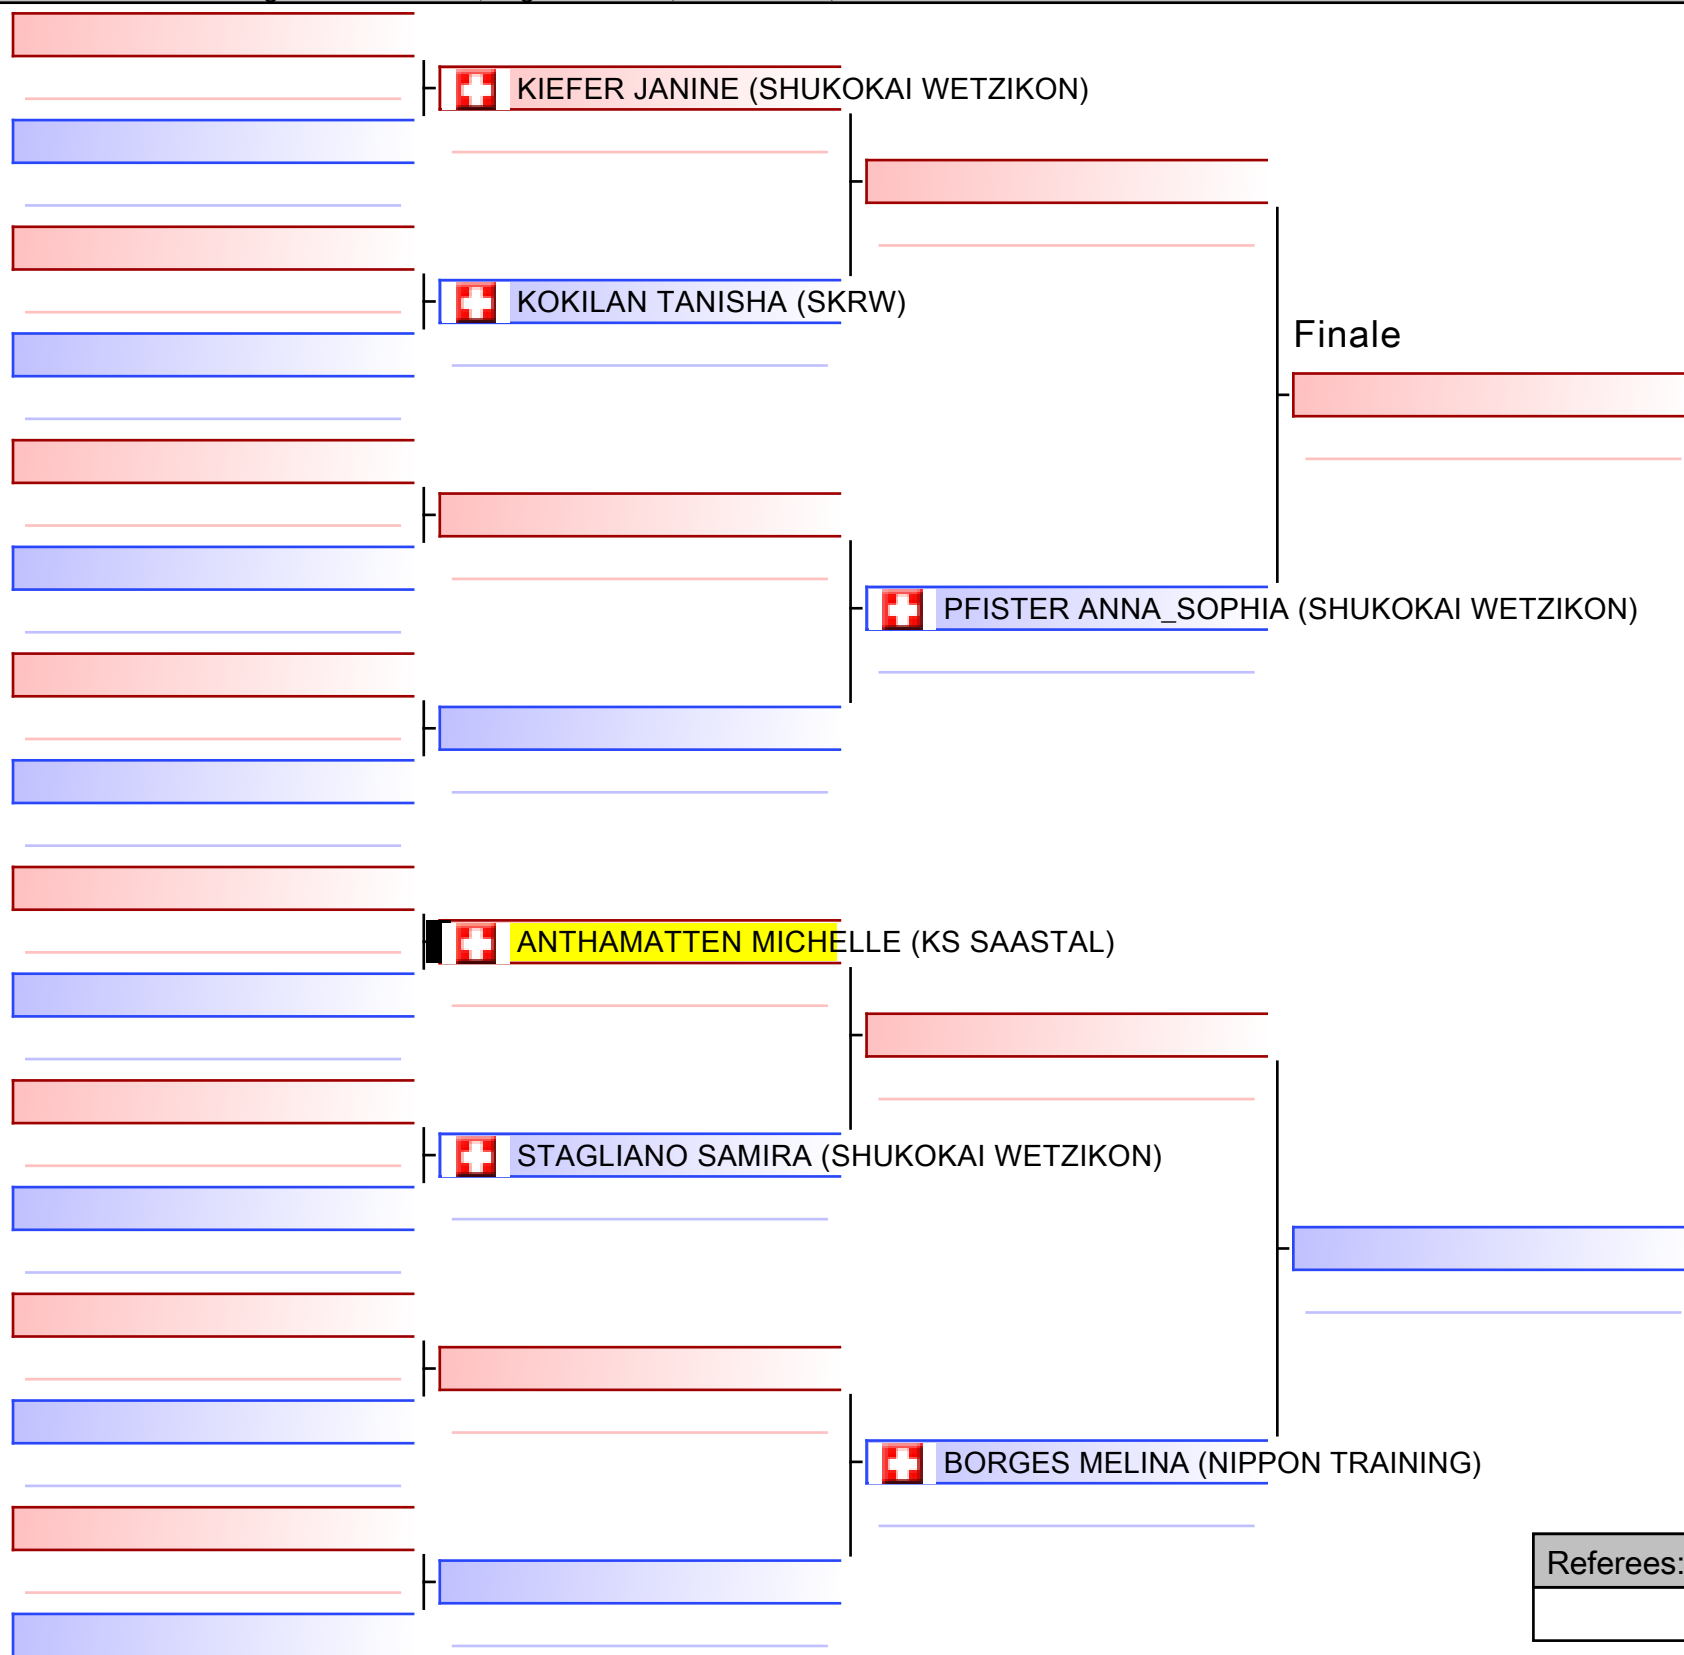 KIEFER JANINE (SHUKOKAI WETZIKON)
KOKILAN TANISHA (SKRW)
Finale
PFISTER ANNA_SOPHIA (SHUKOKAI WETZIKON)
ANTHAMATTEN MICHELLE (KS SAASTAL)
STAGLIANO SAMIRA (SHUKOKAI WETZIKON)
BORGES MELINA (NIPPON TRAINING)
Referees: